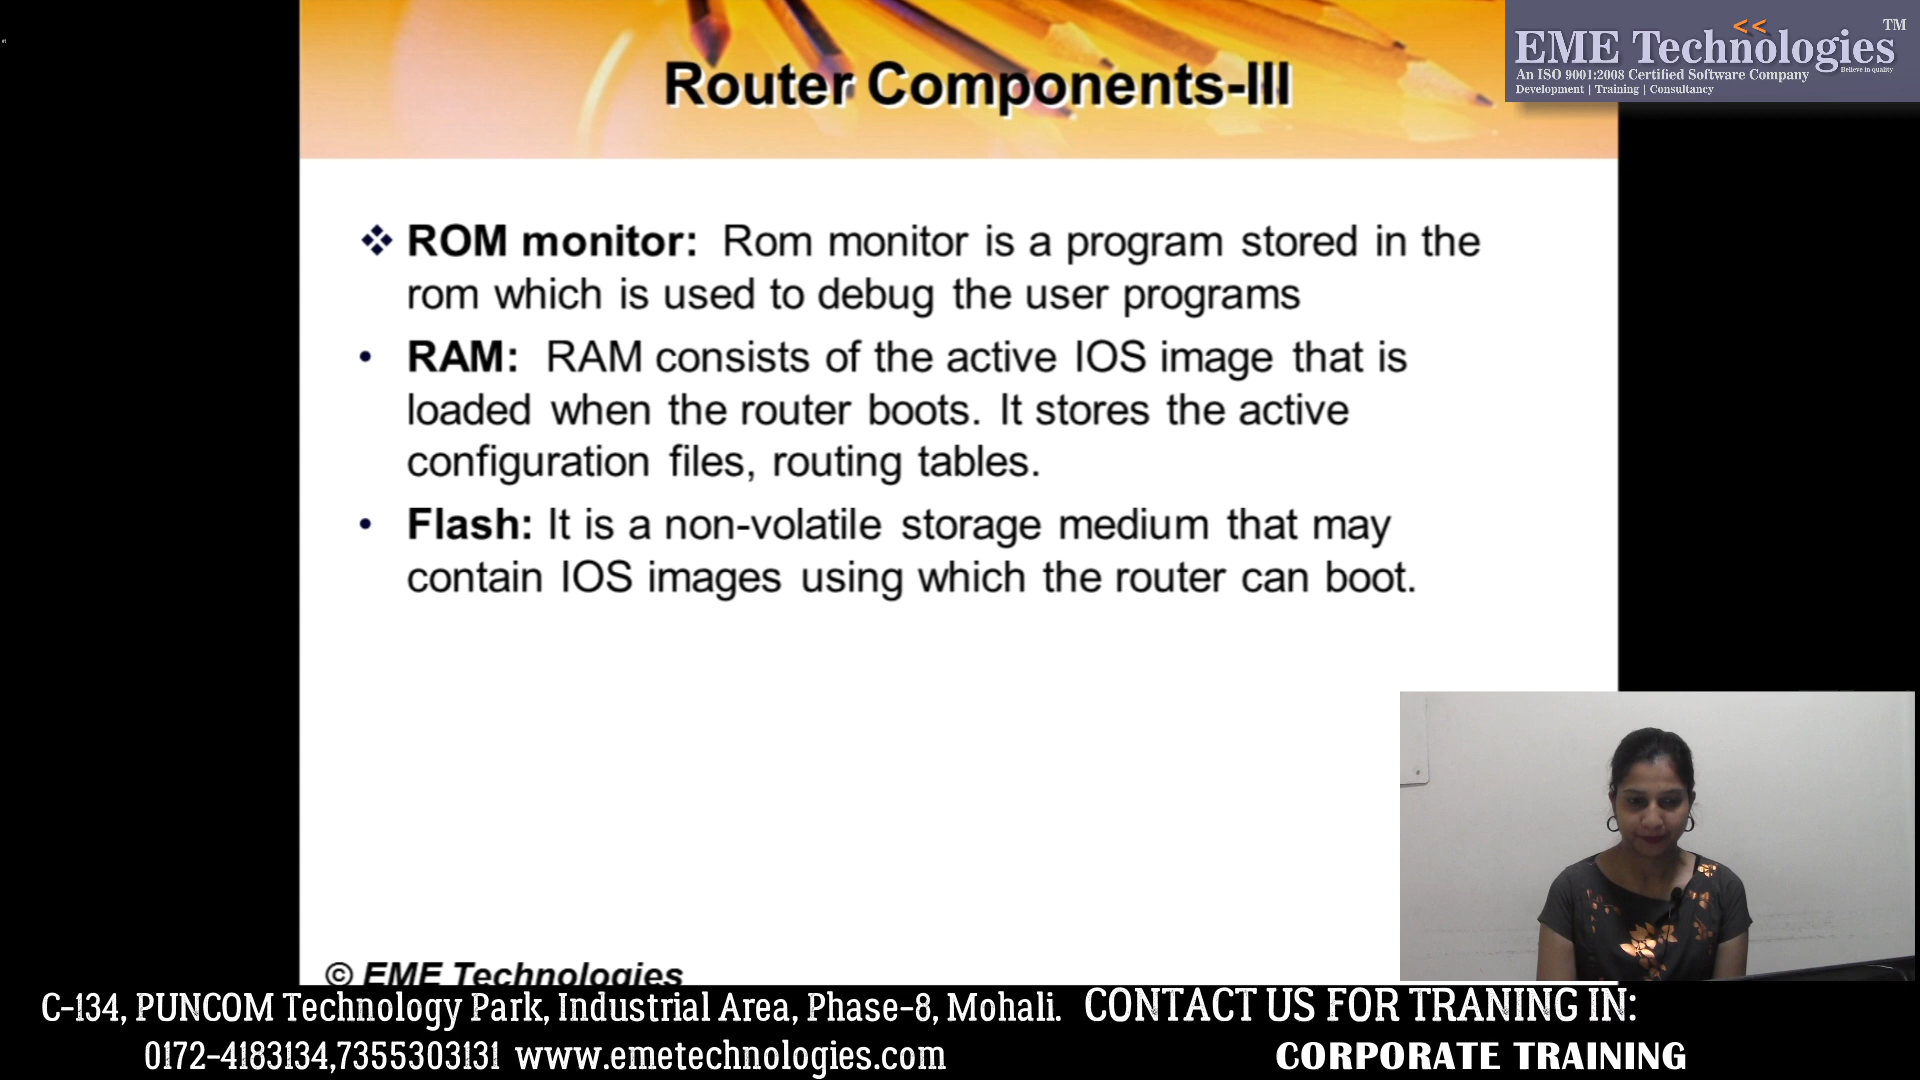 Router Components-III
<<
EME Technologies TM
Believe in quality
An ISO 9001:2008 Certified Software Company
Development | Training | Consultancy
❖ ROM monitor: Rom monitor is a program stored in the
rom which is used to debug the user programs
• RAM: RAM consists of the active IOS image that is
loaded when the router boots. It stores the active
configuration files, routing tables.
• Flash: It is a non-volatile storage medium that may
contain IOS images using which the router can boot.
© EME Technologies
C-134, PUNCOM Technology Park, Industrial Area, Phase-8, Mohali. CONTACT US FOR TRANING IN:
0172-4183134,7355303131 www.emetechnologies.com CORPORATE TRAINING